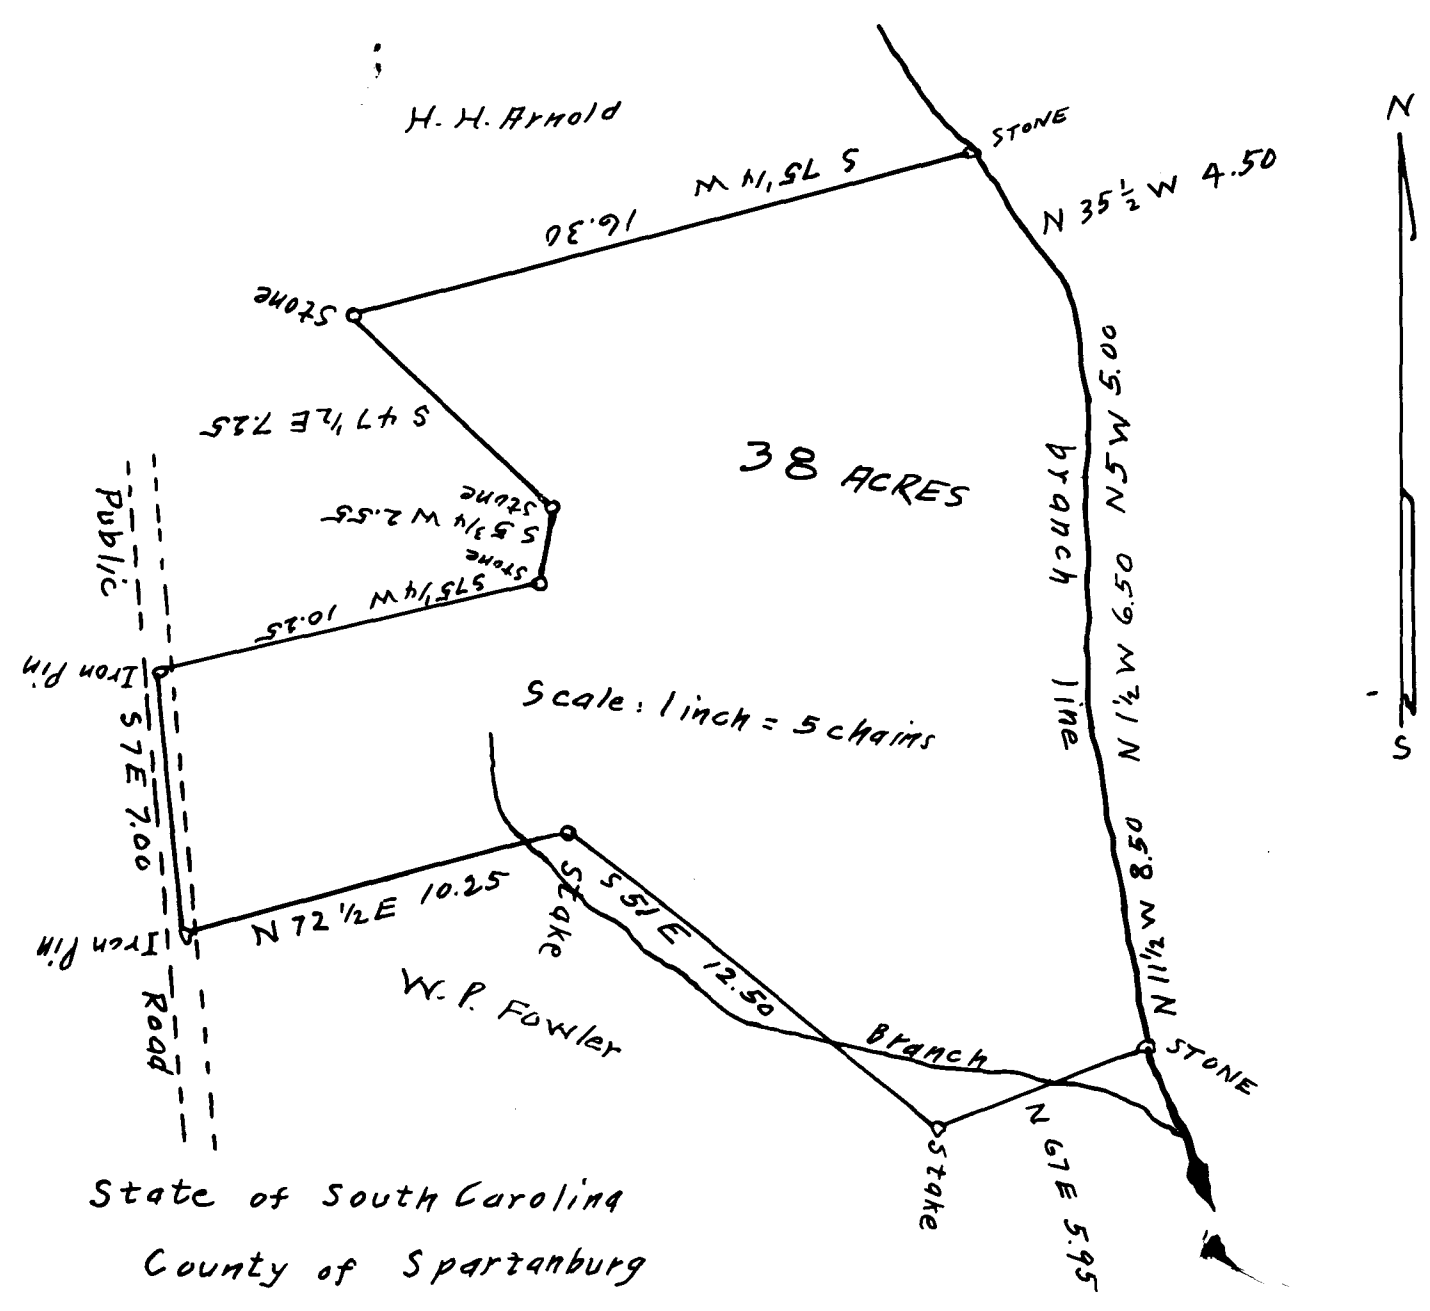 H. H. Arnold
STONE
N
S 75 1/4 W
16.30
N 35 1/2 W 4.50
Stone
S 47 1/2 E 7.25
N 5 W 5.00
38 ACRES
branch line
Stone
S 5 3/4 W 2.55
Stone
S 75 1/4 W
10.25
Public
N 1 1/2 W 6.50
Iron Pin
Scale: 1 inch = 5 chains
S 7 E 7.00
S
N 11 1/2 W 8.50
Stake
S 51 E 12.50
N 72 1/2 E 10.25
Iron Pin
W. P. Fowler
Road
Branch
STONE
Stake
N 67 E 5.95
State of South Carolina
County of Spartanburg